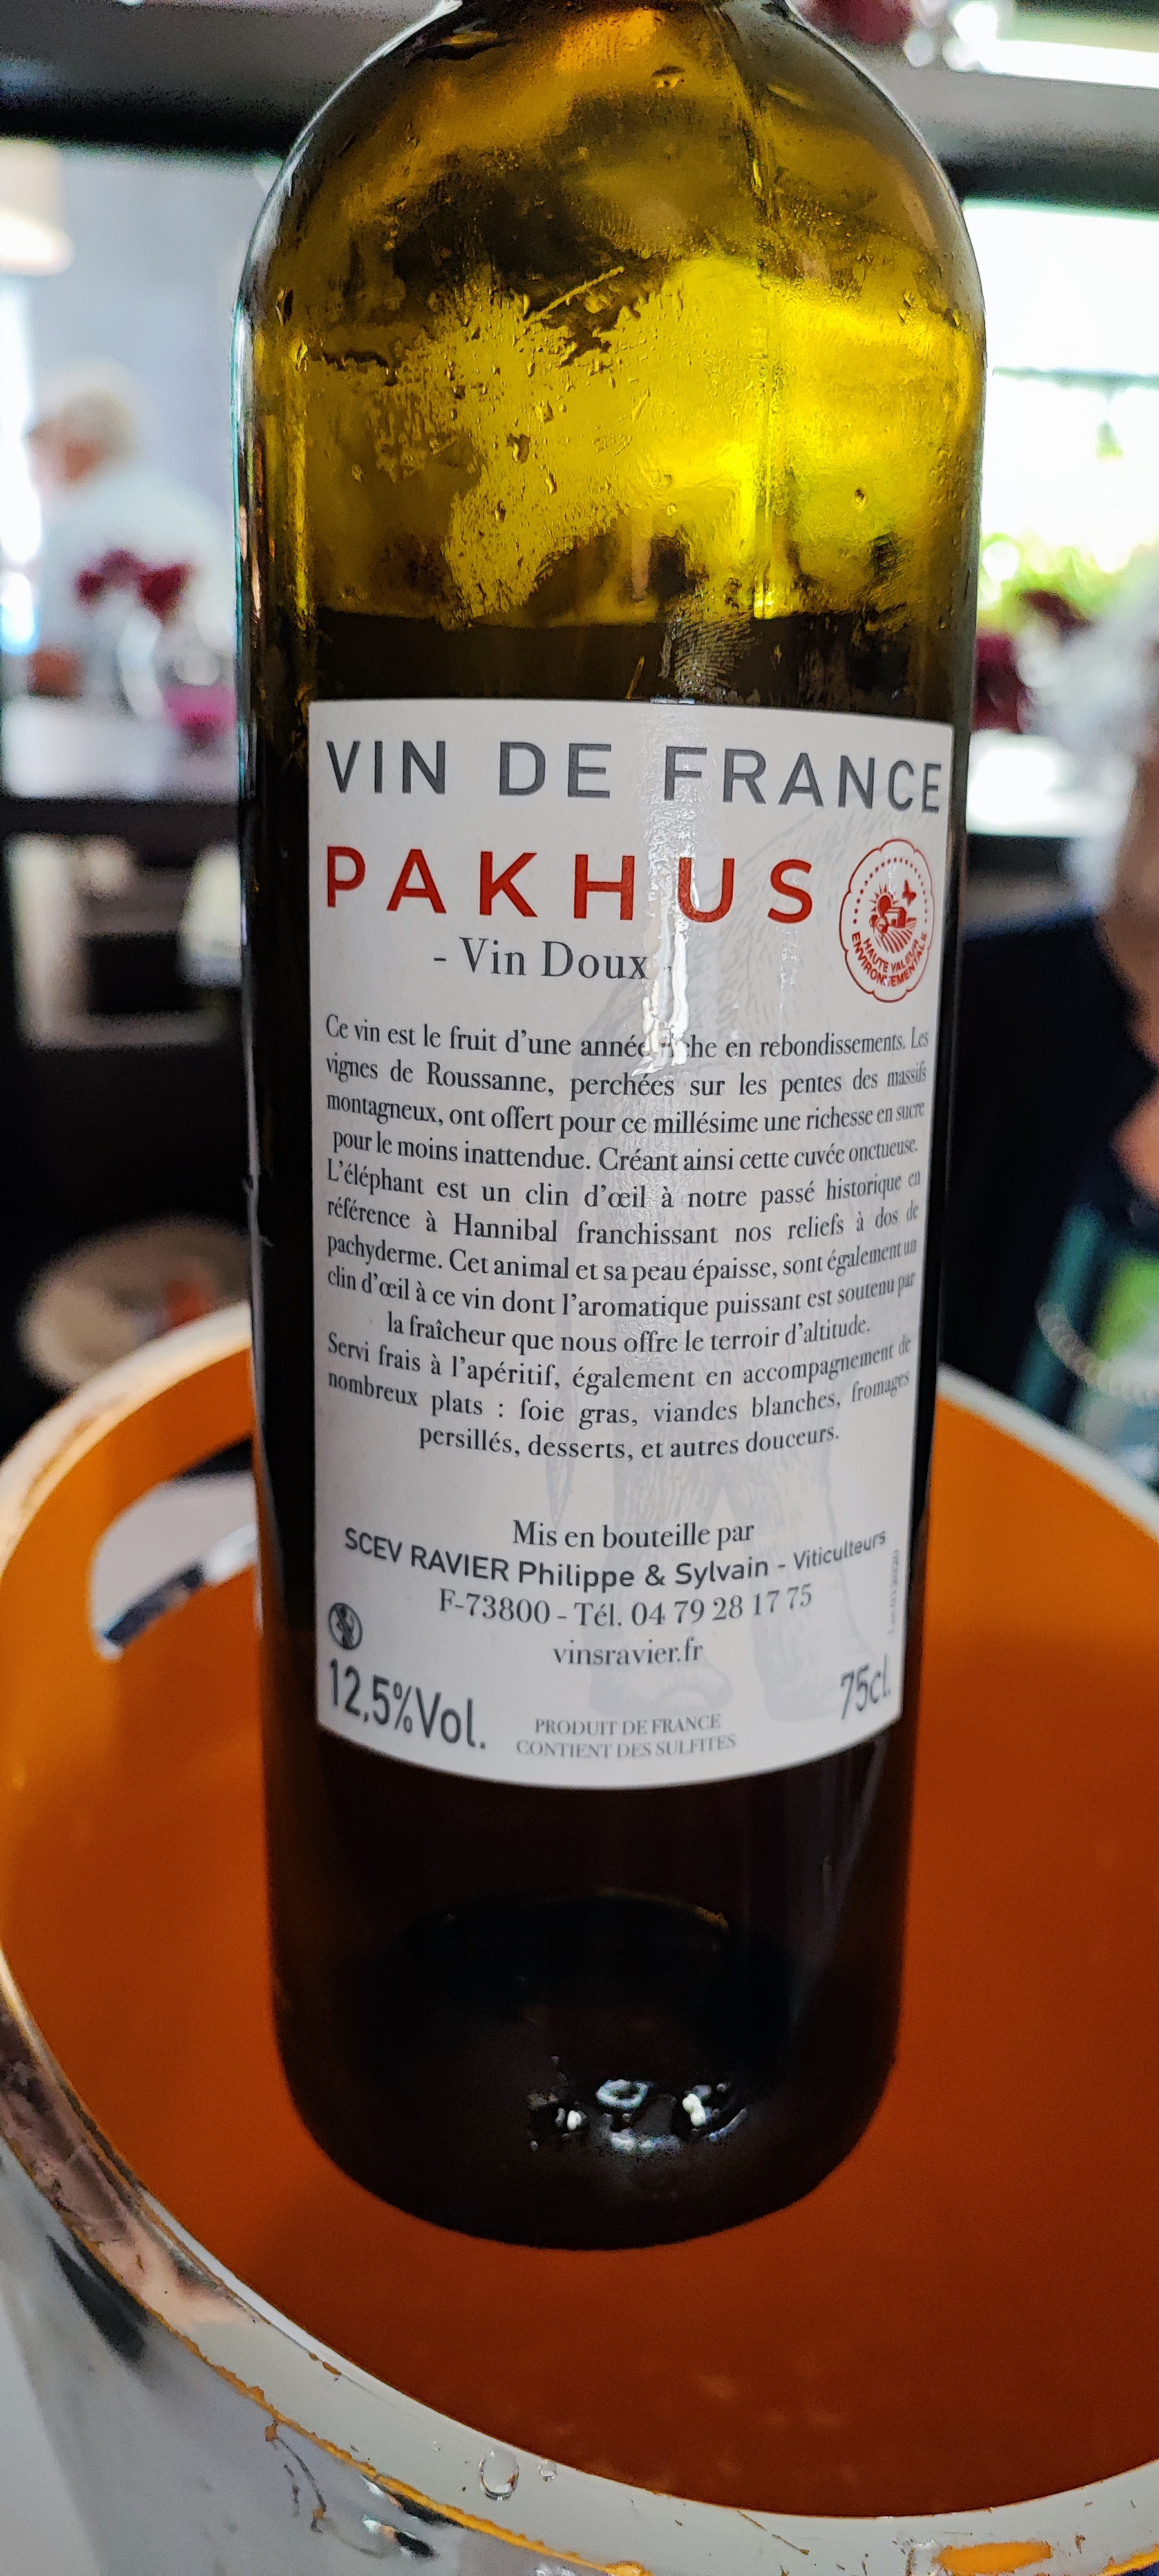 VIN DE FRANCE
PAKHUS
- Vin Doux -
HAUTE VALEUR
ENVIRONNEMENTALE
Ce vin est le fruit d'une année riche en rebondissements. Les
vignes de Roussanne, perchées sur les pentes des massifs
montagneux, ont offert pour ce millésime une richesse en sucre
pour le moins inattendue. Créant ainsi cette cuvée onctueuse.
L'éléphant est un clin d'œil à notre passé historique en
référence à Hannibal franchissant nos reliefs à dos de
pachyderme. Cet animal et sa peau épaisse, sont également un
clin d'œil à ce vin dont l'aromatique puissant est soutenu par
la fraîcheur que nous offre le terroir d'altitude.
Servi frais à l'apéritif, également en accompagnement de
nombreux plats : foie gras, viandes blanches, fromages
persillés, desserts, et autres douceurs.
Mis en bouteille par
SCEV RAVIER Philippe & Sylvain - Viticulteurs
F-73800 - Tél. 04 79 28 17 75
vinsravier.fr
12,5%Vol.
75cl.
PRODUIT DE FRANCE
CONTIENT DES SULFITES